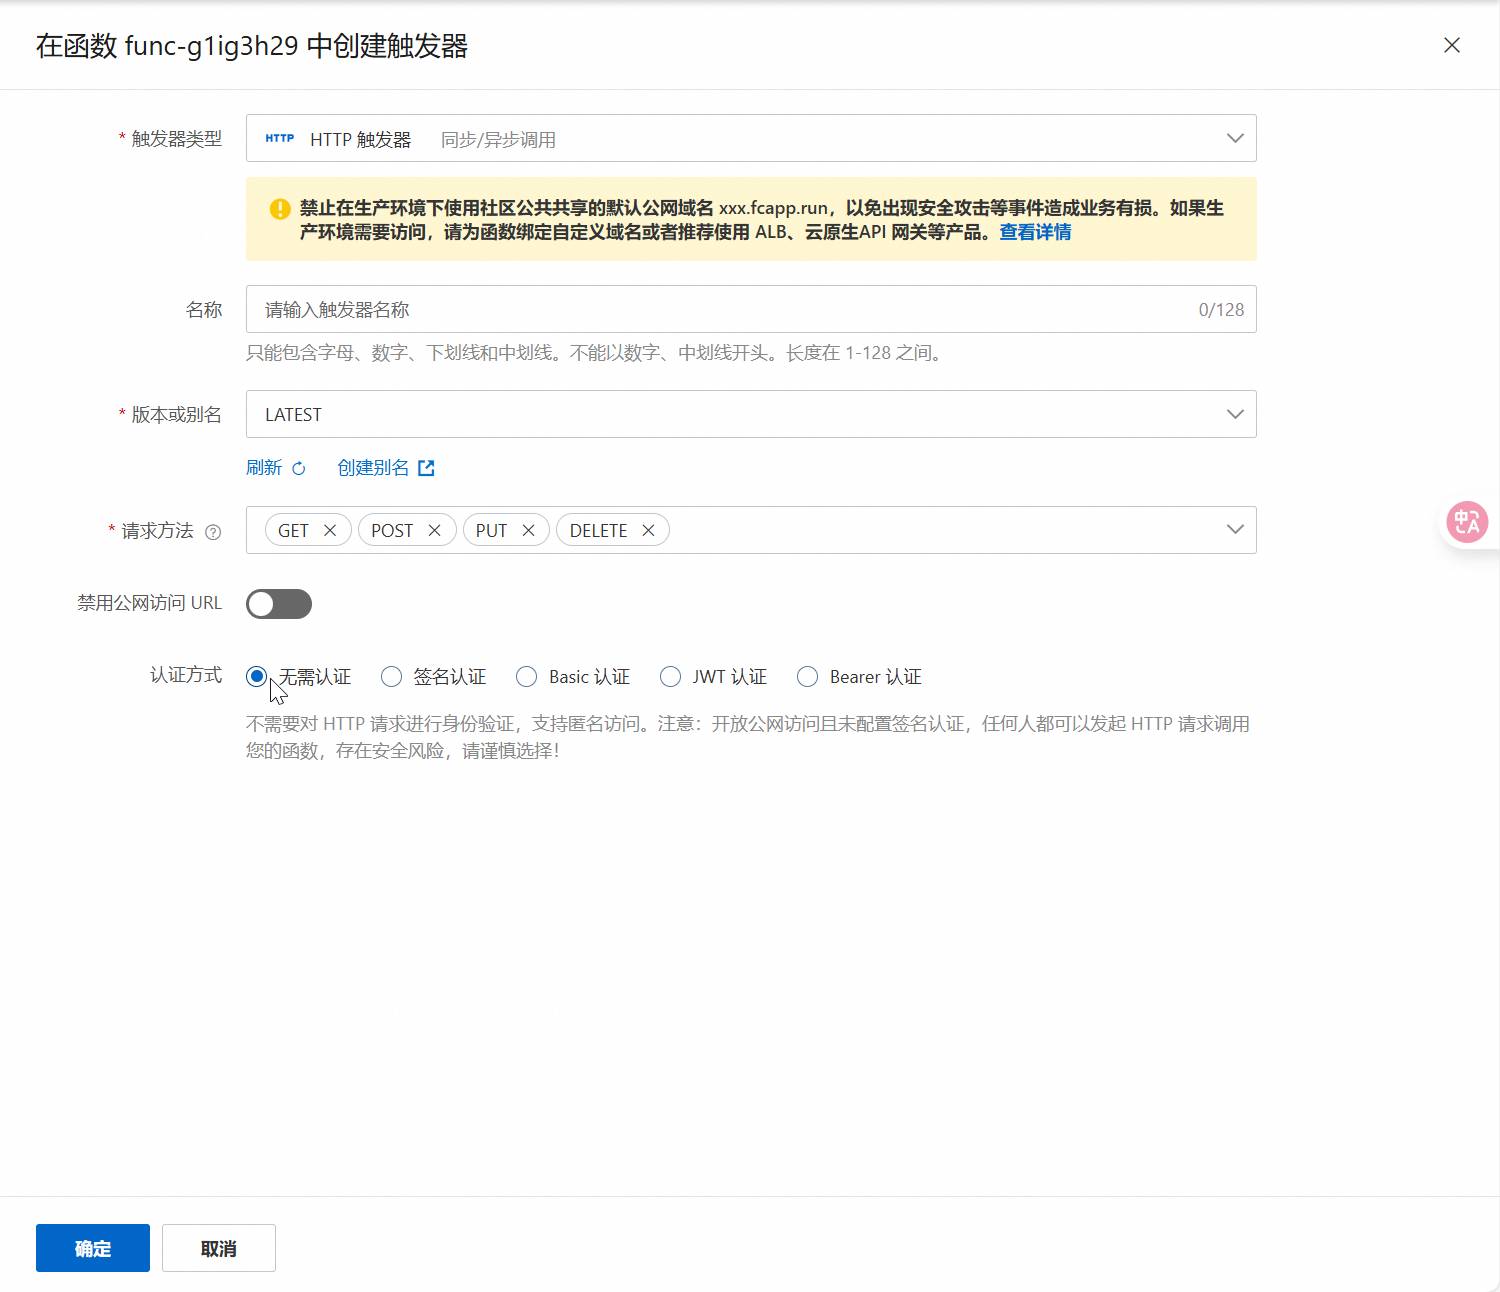 在函数 func-g1ig3h29 中创建触发器
* 触发器类型
HTTP HTTP 触发器 同步/异步调用
禁止在生产环境下使用社区公共共享的默认公网域名 xxx.fcapp.run，以免出现安全攻击等事件造成业务有损。如果生
产环境需要访问，请为函数绑定自定义域名或者推荐使用 ALB、云原生API 网关等产品。查看详情
名称
请输入触发器名称 0/128
只能包含字母、数字、下划线和中划线。不能以数字、中划线开头。长度在 1-128 之间。
* 版本或别名
LATEST
刷新 创建别名
* 请求方法
GET POST PUT DELETE
禁用公网访问 URL
认证方式
无需认证 签名认证 Basic 认证 JWT 认证 Bearer 认证
不需要对 HTTP 请求进行身份验证，支持匿名访问。注意：开放公网访问且未配置签名认证，任何人都可以发起 HTTP 请求调用
您的函数，存在安全风险，请谨慎选择！
中 A
确定 取消